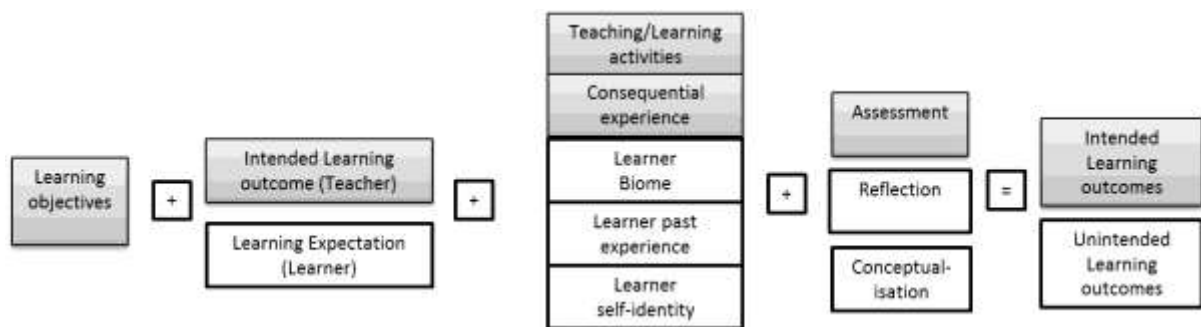 Learning
objectives
+
Intended Learning
outcome (Teacher)
Learning Expectation
(Learner)
+
Teaching/Learning
activities
Consequential
experience
Learner
Biome
Learner past
experience
Learner
self-identity
+
Assessment
Reflection
Conceptual-
isation
=
Intended
Learning
outcomes
Unintended
Learning
outcomes